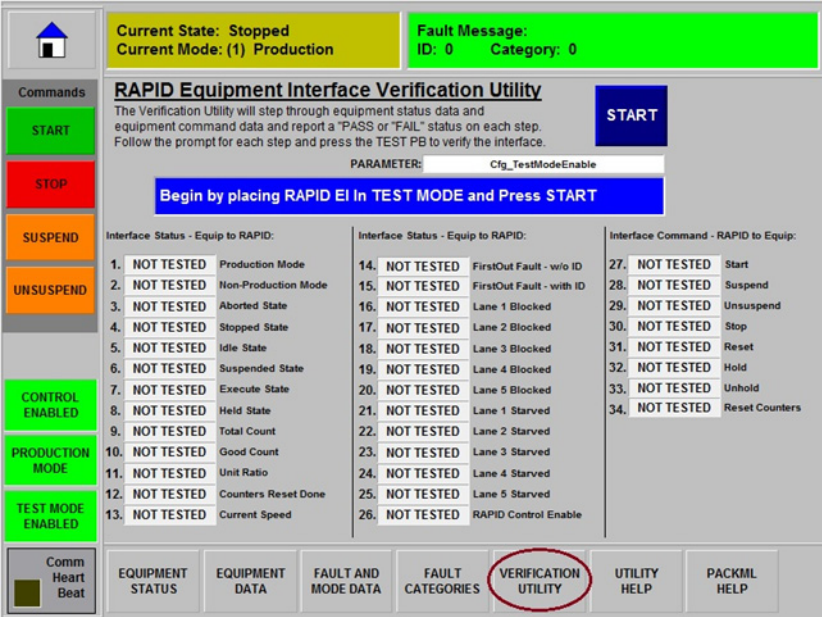 Current State: Stopped
Current Mode: (1) Production
Fault Message:
ID: 0 Category: 0
Commands
START
STOP
SUSPEND
UNSUSPEND
CONTROL
ENABLED
PRODUCTION
MODE
TEST MODE
ENABLED
Comm
Heart
Beat
RAPID Equipment Interface Verification Utility
The Verification Utility will step through equipment status data and
equipment command data and report a "PASS or "FAIL" status on each step.
Follow the prompt for each step and press the TEST PB to verify the interface.
START
PARAMETER: Cfg_TestModeEnable
Begin by placing RAPID EI In TEST MODE and Press START
Interface Status - Equip to RAPID:
1. NOT TESTED Production Mode
2. NOT TESTED Non-Production Mode
3. NOT TESTED Aborted State
4. NOT TESTED Stopped State
5. NOT TESTED Idle State
6. NOT TESTED Suspended State
7. NOT TESTED Execute State
8. NOT TESTED Held State
9. NOT TESTED Total Count
10. NOT TESTED Good Count
11. NOT TESTED Unit Ratio
12. NOT TESTED Counters Reset Done
13. NOT TESTED Current Speed
Interface Status - Equip to RAPID:
14. NOT TESTED FirstOut Fault - w/o ID
15. NOT TESTED FirstOut Fault - with ID
16. NOT TESTED Lane 1 Blocked
17. NOT TESTED Lane 2 Blocked
18. NOT TESTED Lane 3 Blocked
19. NOT TESTED Lane 4 Blocked
20. NOT TESTED Lane 5 Blocked
21. NOT TESTED Lane 1 Starved
22. NOT TESTED Lane 2 Starved
23. NOT TESTED Lane 3 Starved
24. NOT TESTED Lane 4 Starved
25. NOT TESTED Lane 5 Starved
26. NOT TESTED RAPID Control Enable
Interface Command - RAPID to Equip:
27. NOT TESTED Start
28. NOT TESTED Suspend
29. NOT TESTED Unsuspend
30. NOT TESTED Stop
31. NOT TESTED Reset
32. NOT TESTED Hold
33. NOT TESTED Unhold
34. NOT TESTED Reset Counters
EQUIPMENT
STATUS
EQUIPMENT
DATA
FAULT AND
MODE DATA
FAULT
CATEGORIES
VERIFICATION
UTILITY
UTILITY
HELP
PACKML
HELP